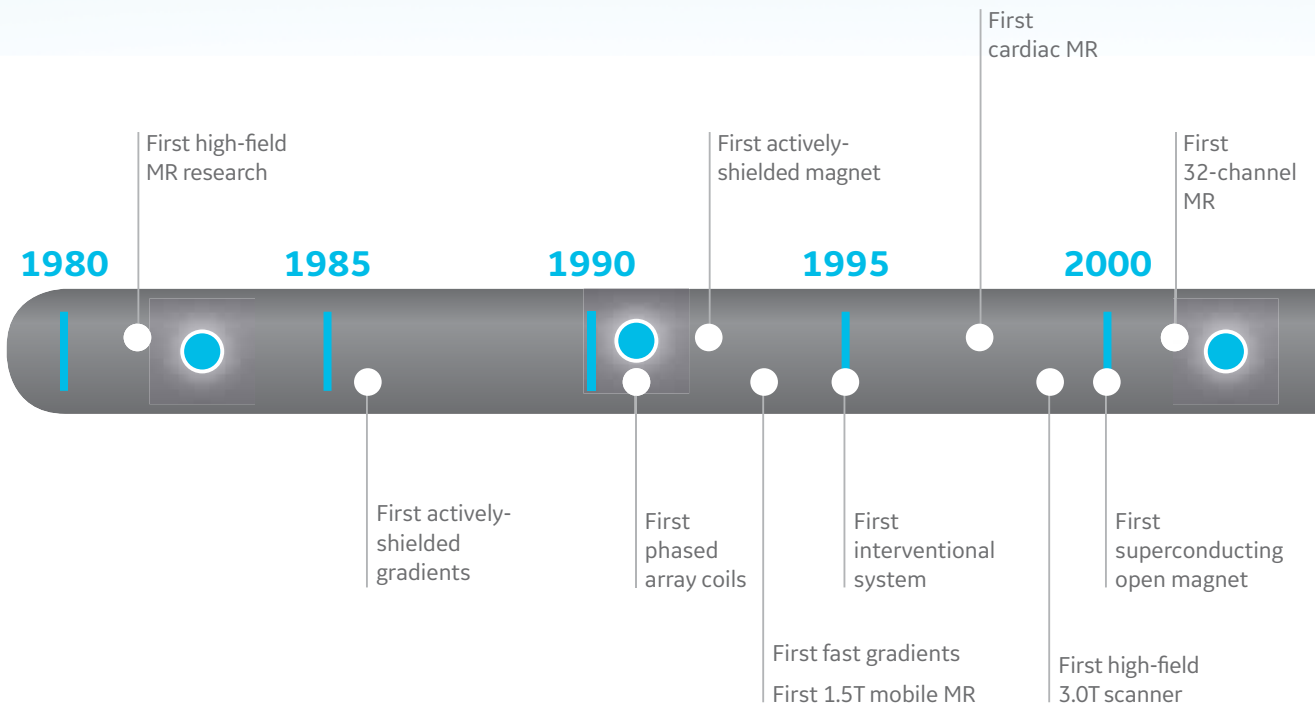 First
cardiac MR
First high-field
MR research
First actively-
shielded magnet
First
32-channel
MR
1980
1985
1990
1995
2000
First actively-
shielded
gradients
First
phased
array coils
First
interventional
system
First
superconducting
open magnet
First fast gradients
First 1.5T mobile MR
First high-field
3.0T scanner